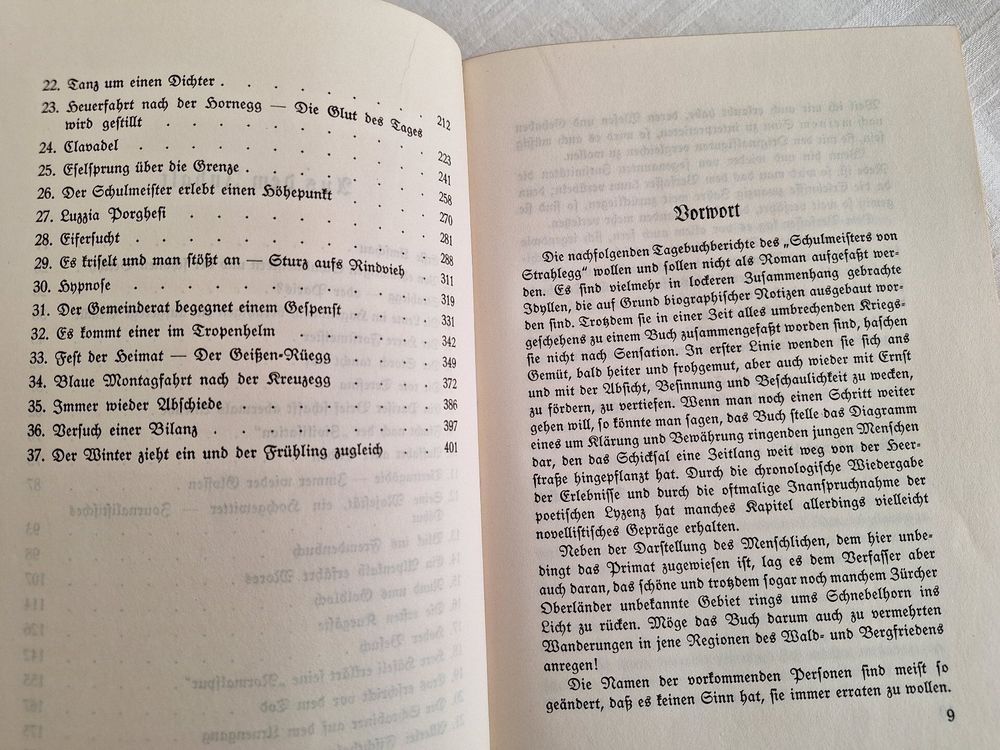 22. Tanz um einen Dichter . . . . . . . 212
23. Heuerfahrt nach der Hornegg — Die Glut des Tages
wird gestillt . . . . . . . . 223
24. Clavadel . . . . . . . . 241
25. Eselsprung über die Grenze . . . . . . 258
26. Der Schulmeister erlebt einen Höhepunkt . . . . 270
27. Luzzia Porghesi . . . . . . . . 281
28. Eifersucht . . . . . . . . 288
29. Es kriselt und man stößt an — Sturz aufs Rindvieh 311
30. Hypnose . . . . . . . . 319
31. Der Gemeinderat begegnet einem Gespenst . . . 331
32. Es kommt einer im Tropenhelm . . . . . 342
33. Fest der Heimat — Der Geißen-Rüegg . . . . 349
34. Blaue Montagfahrt nach der Kreuzegg . . . . 372
35. Immer wieder Abschiede . . . . . . 386
36. Versuch einer Bilanz . . . . . . . 397
37. Der Winter zieht ein und der Frühling zugleich . . 401
Vorwort
Die nachfolgenden Tagebuchberichte des „Schulmeisters von
Strahlegg“ wollen und sollen nicht als Roman aufgefaßt wer-
den. Es sind vielmehr in lockeren Zusammenhang gebrachte
Idyllen, die auf Grund biographischer Notizen ausgebaut wor-
den sind. Trotzdem sie in einer Zeit alles umbrechenden Kriegs-
geschehens zu einem Buch zusammengefaßt worden sind, haschen
sie nicht nach Sensation. In erster Linie wenden sie sich ans
Gemüt, bald heiter und frohgemut, aber auch wieder mit Ernst
und mit der Absicht, Besinnung und Beschaulichkeit zu wecken,
zu fördern, zu vertiefen. Wenn man noch einen Schritt weiter
gehen will, so könnte man sagen, das Buch stelle das Diagramm
eines um Klärung und Bewährung ringenden jungen Menschen
dar, den das Schicksal eine Zeitlang weit weg von der Heer-
straße hingepflanzt hat. Durch die chronologische Wiedergabe
der Erlebnisse und durch die oftmalige Inanspruchnahme der
poetischen Lyzenz hat manches Kapitel allerdings vielleicht
novellistisches Gepräge erhalten.
Neben der Darstellung des Menschlichen, dem hier unbe-
dingt das Primat zugewiesen ist, lag es dem Verfasser aber
auch daran, das schöne und trotzdem sogar noch manchem Zürcher
Oberländer unbekannte Gebiet rings ums Schnebelhorn ins
Licht zu rücken. Möge das Buch darum auch zu vermehrten
Wanderungen in jene Regionen des Wald- und Bergfriedens
anregen!
Die Namen der vorkommenden Personen sind meist so
geändert, daß es keinen Sinn hat, sie immer erraten zu wollen.
9